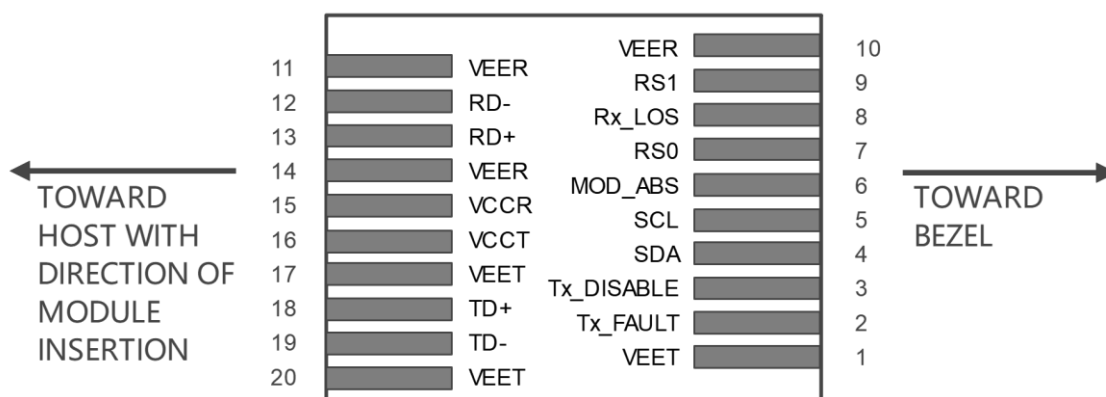 VEER 10
11 VEER
RS1 9
12 RD-
Rx_LOS 8
13 RD+
RS0 7
14 VEER
MOD_ABS 6
15 VCCR
SCL 5
16 VCCT
SDA 4
17 VEET
Tx_DISABLE 3
18 TD+
Tx_FAULT 2
19 TD-
VEET 1
20 VEET
TOWARD
HOST WITH
DIRECTION OF
MODULE
INSERTION
TOWARD
BEZEL